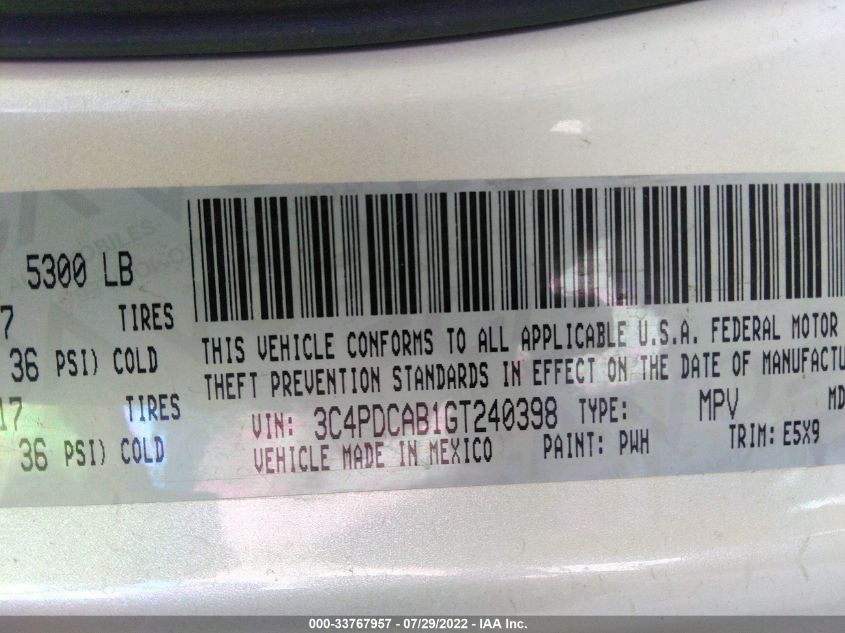 5300 LB
7 TIRES
36 PSI) COLD
17 TIRES
36 PSI) COLD
THIS VEHICLE CONFORMS TO ALL APPLICABLE U.S.A. FEDERAL MOTOR
THEFT PREVENTION STANDARDS IN EFFECT ON THE DATE OF MANUFACTU
VIN: 3C4PDCAB1GT240398 TYPE: MPV MD
VEHICLE MADE IN MEXICO PAINT: PWH TRIM: E5X9
000-33767957 / 07/29/2022 - IAA Inc.